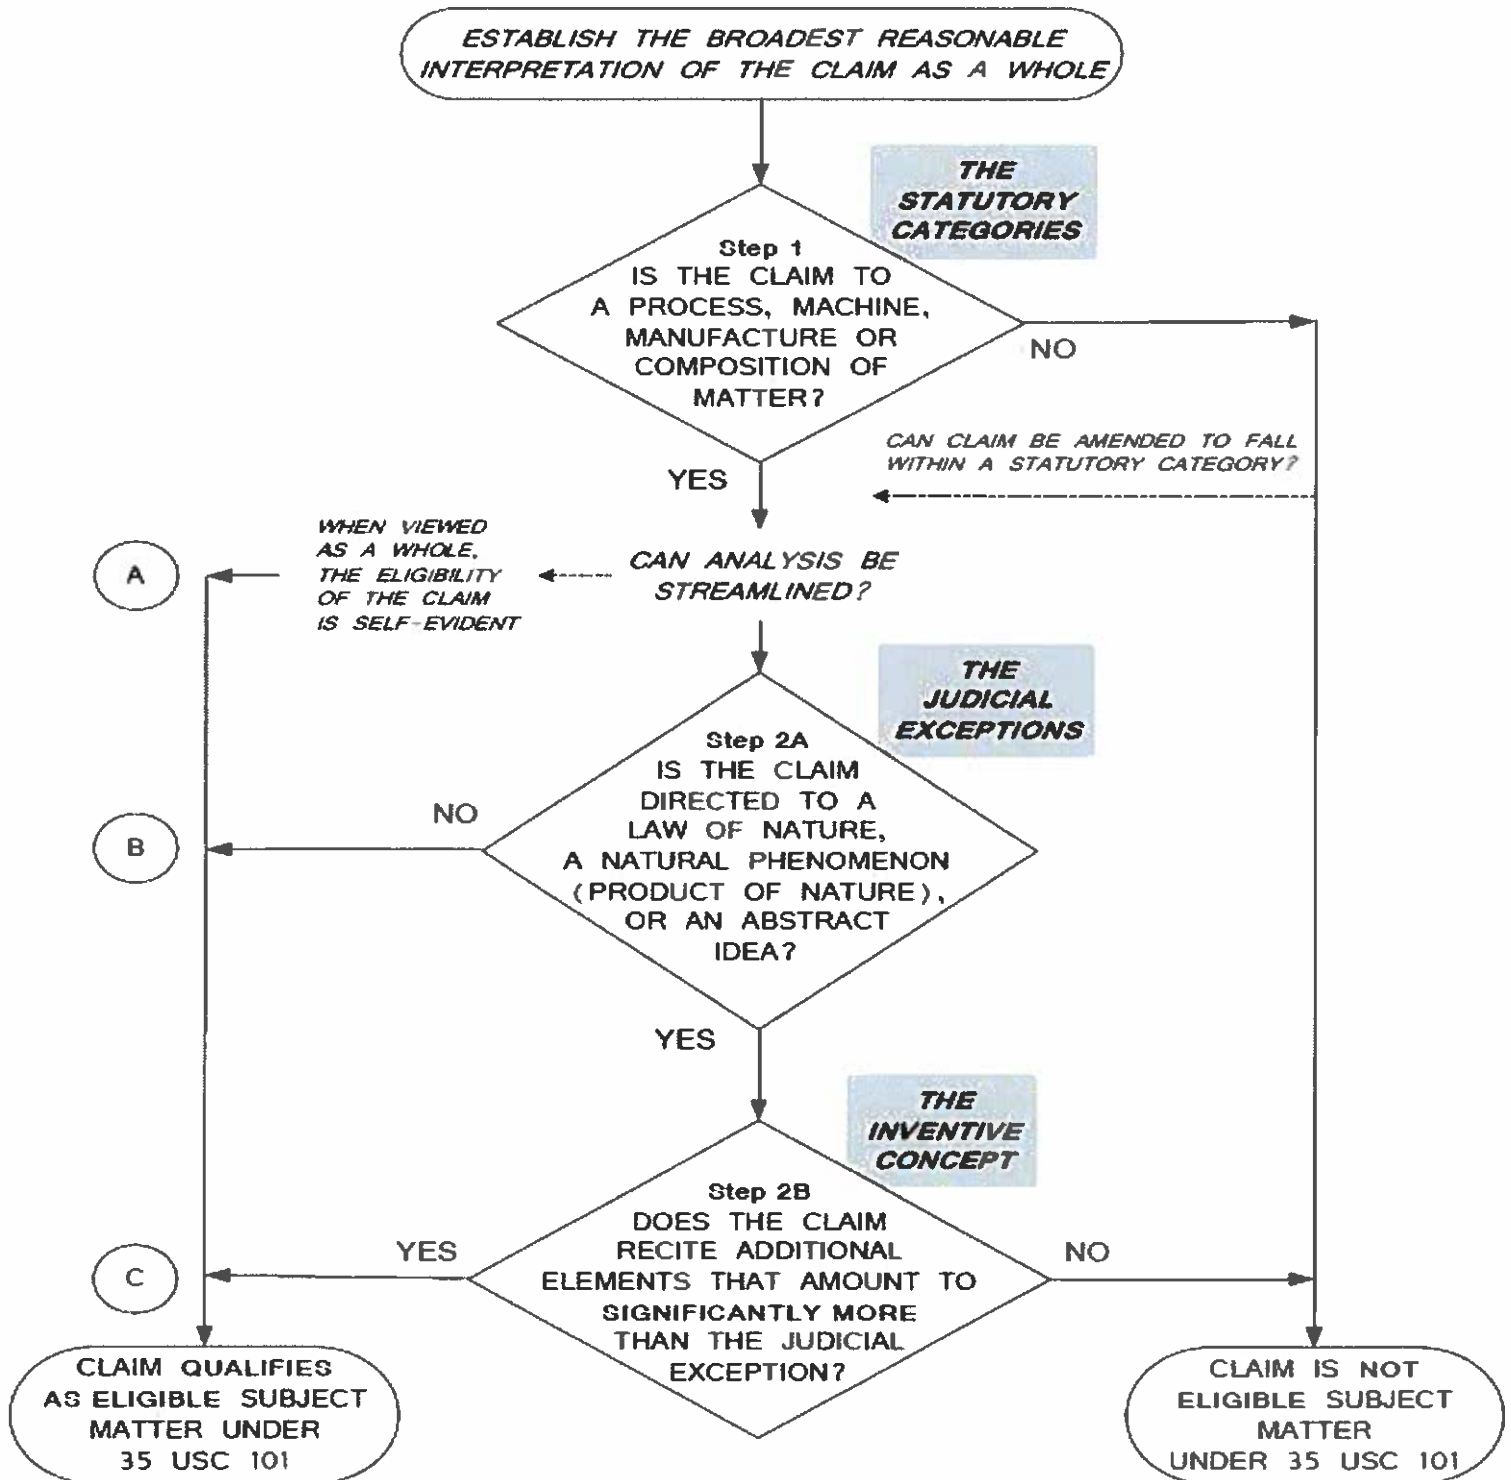 ESTABLISH THE BROADEST REASONABLE
INTERPRETATION OF THE CLAIM AS A WHOLE
THE
STATUTORY
CATEGORIES
Step 1
IS THE CLAIM TO
A PROCESS, MACHINE,
MANUFACTURE OR
COMPOSITION OF
MATTER?
NO
CAN CLAIM BE AMENDED TO FALL
WITHIN A STATUTORY CATEGORY?
YES
CAN ANALYSIS BE
STREAMLINED?
WHEN VIEWED
AS A WHOLE,
THE ELIGIBILITY
OF THE CLAIM
IS SELF-EVIDENT
A
THE
JUDICIAL
EXCEPTIONS
Step 2A
IS THE CLAIM
DIRECTED TO A
LAW OF NATURE,
A NATURAL PHENOMENON
(PRODUCT OF NATURE),
OR AN ABSTRACT
IDEA?
NO
B
YES
THE
INVENTIVE
CONCEPT
Step 2B
DOES THE CLAIM
RECITE ADDITIONAL
ELEMENTS THAT AMOUNT TO
SIGNIFICANTLY MORE
THAN THE JUDICIAL
EXCEPTION?
YES
NO
C
CLAIM QUALIFIES
AS ELIGIBLE SUBJECT
MATTER UNDER
35 USC 101
CLAIM IS NOT
ELIGIBLE SUBJECT
MATTER
UNDER 35 USC 101